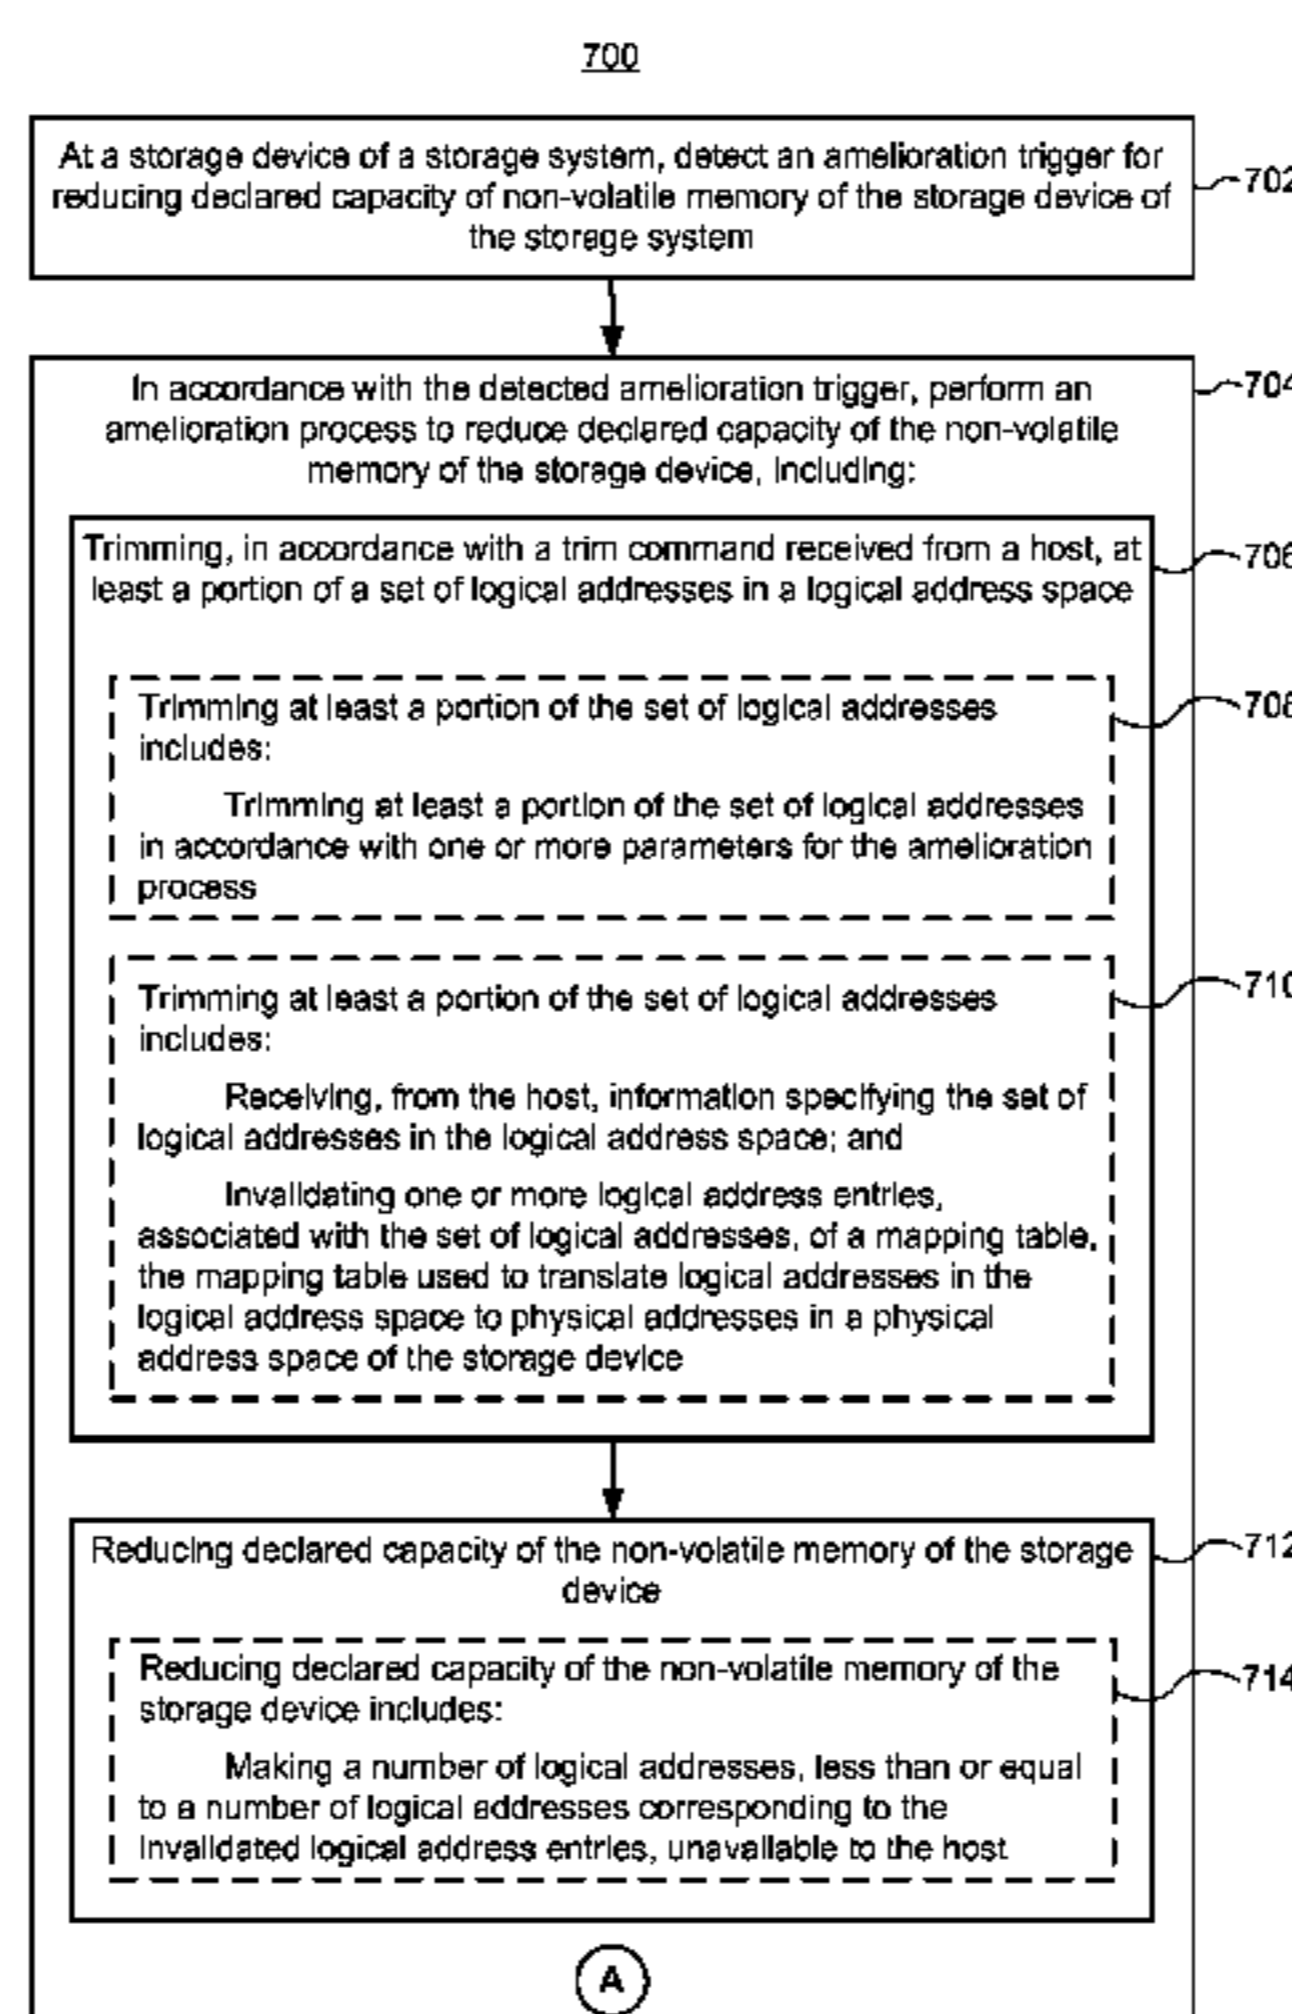 700
At a storage device of a storage system, detect an amelioration trigger for
reducing declared capacity of non-volatile memory of the storage device of
the storage system
702
In accordance with the detected amelioration trigger, perform an
amelioration process to reduce declared capacity of the non-volatile
memory of the storage device, including:
704
Trimming, in accordance with a trim command received from a host, at
least a portion of a set of logical addresses in a logical address space
706
Trimming at least a portion of the set of logical addresses
includes:
Trimming at least a portion of the set of logical addresses
in accordance with one or more parameters for the amelioration
process
708
Trimming at least a portion of the set of logical addresses
includes:
Receiving, from the host, information specifying the set of
logical addresses in the logical address space; and
Invalidating one or more logical address entries,
associated with the set of logical addresses, of a mapping table,
the mapping table used to translate logical addresses in the
logical address space to physical addresses in a physical
address space of the storage device
710
Reducing declared capacity of the non-volatile memory of the storage
device
712
Reducing declared capacity of the non-volatile memory of the
storage device includes:
Making a number of logical addresses, less than or equal
to a number of logical addresses corresponding to the
invalidated logical address entries, unavailable to the host
714
A